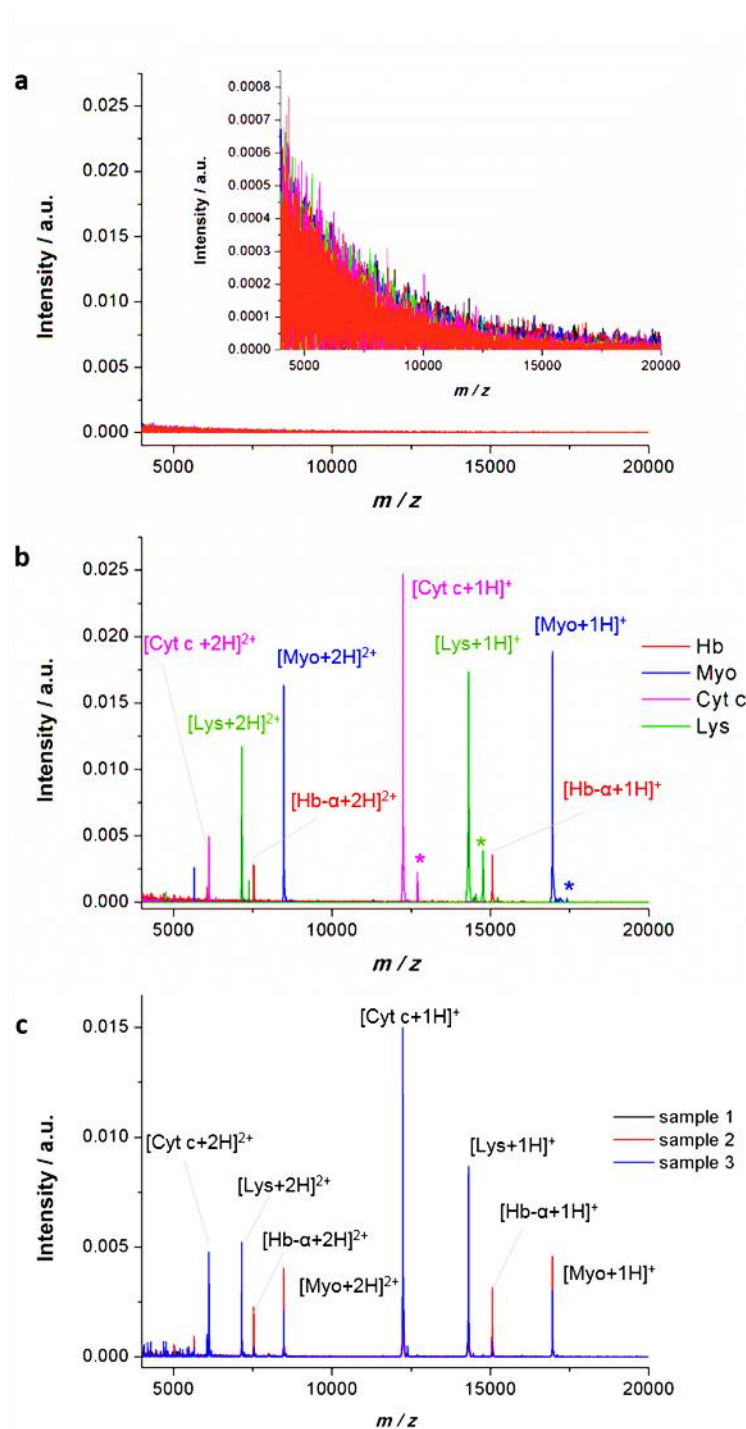 a
Intensity / a.u.
0.025
0.020
0.015
0.010
0.005
0.000
5000 10000 15000 20000
m / z
Intensity / a.u.
0.0008
0.0007
0.0006
0.0005
0.0004
0.0003
0.0002
0.0001
0.0000
5000 10000 15000 20000
m / z
b
Intensity / a.u.
0.025
0.020
0.015
0.010
0.005
0.000
[Cyt c+1H]⁺
[Cyt c +2H]²⁺
[Lys+1H]⁺
[Myo+1H]⁺
[Myo+2H]²⁺
[Lys+2H]²⁺
[Hb-α+2H]²⁺
[Hb-α+1H]⁺
* * *
Hb
Myo
Cyt c
Lys
5000 10000 15000 20000
m / z
c
Intensity / a.u.
0.015
0.010
0.005
0.000
[Cyt c+1H]⁺
[Cyt c+2H]²⁺
[Lys+1H]⁺
[Lys+2H]²⁺
[Hb-α+2H]²⁺
[Hb-α+1H]⁺
[Myo+2H]²⁺
[Myo+1H]⁺
sample 1
sample 2
sample 3
5000 10000 15000 20000
m / z